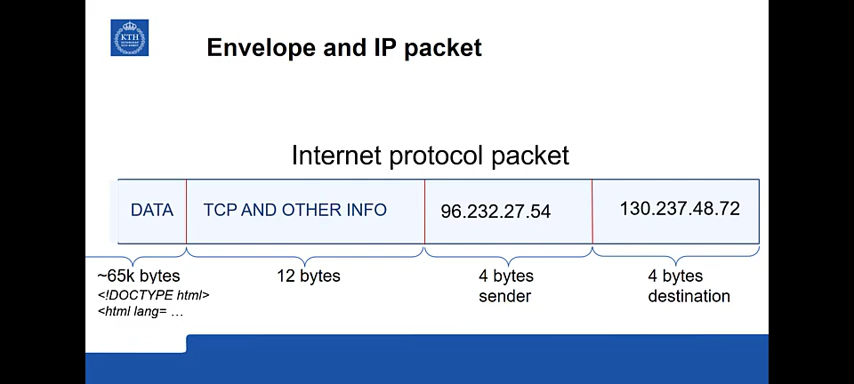 KTH
Envelope and IP packet
Internet protocol packet
DATA
TCP AND OTHER INFO
96.232.27.54
130.237.48.72
~65k bytes
<!DOCTYPE html>
<html lang= …
12 bytes
4 bytes
sender
4 bytes
destination